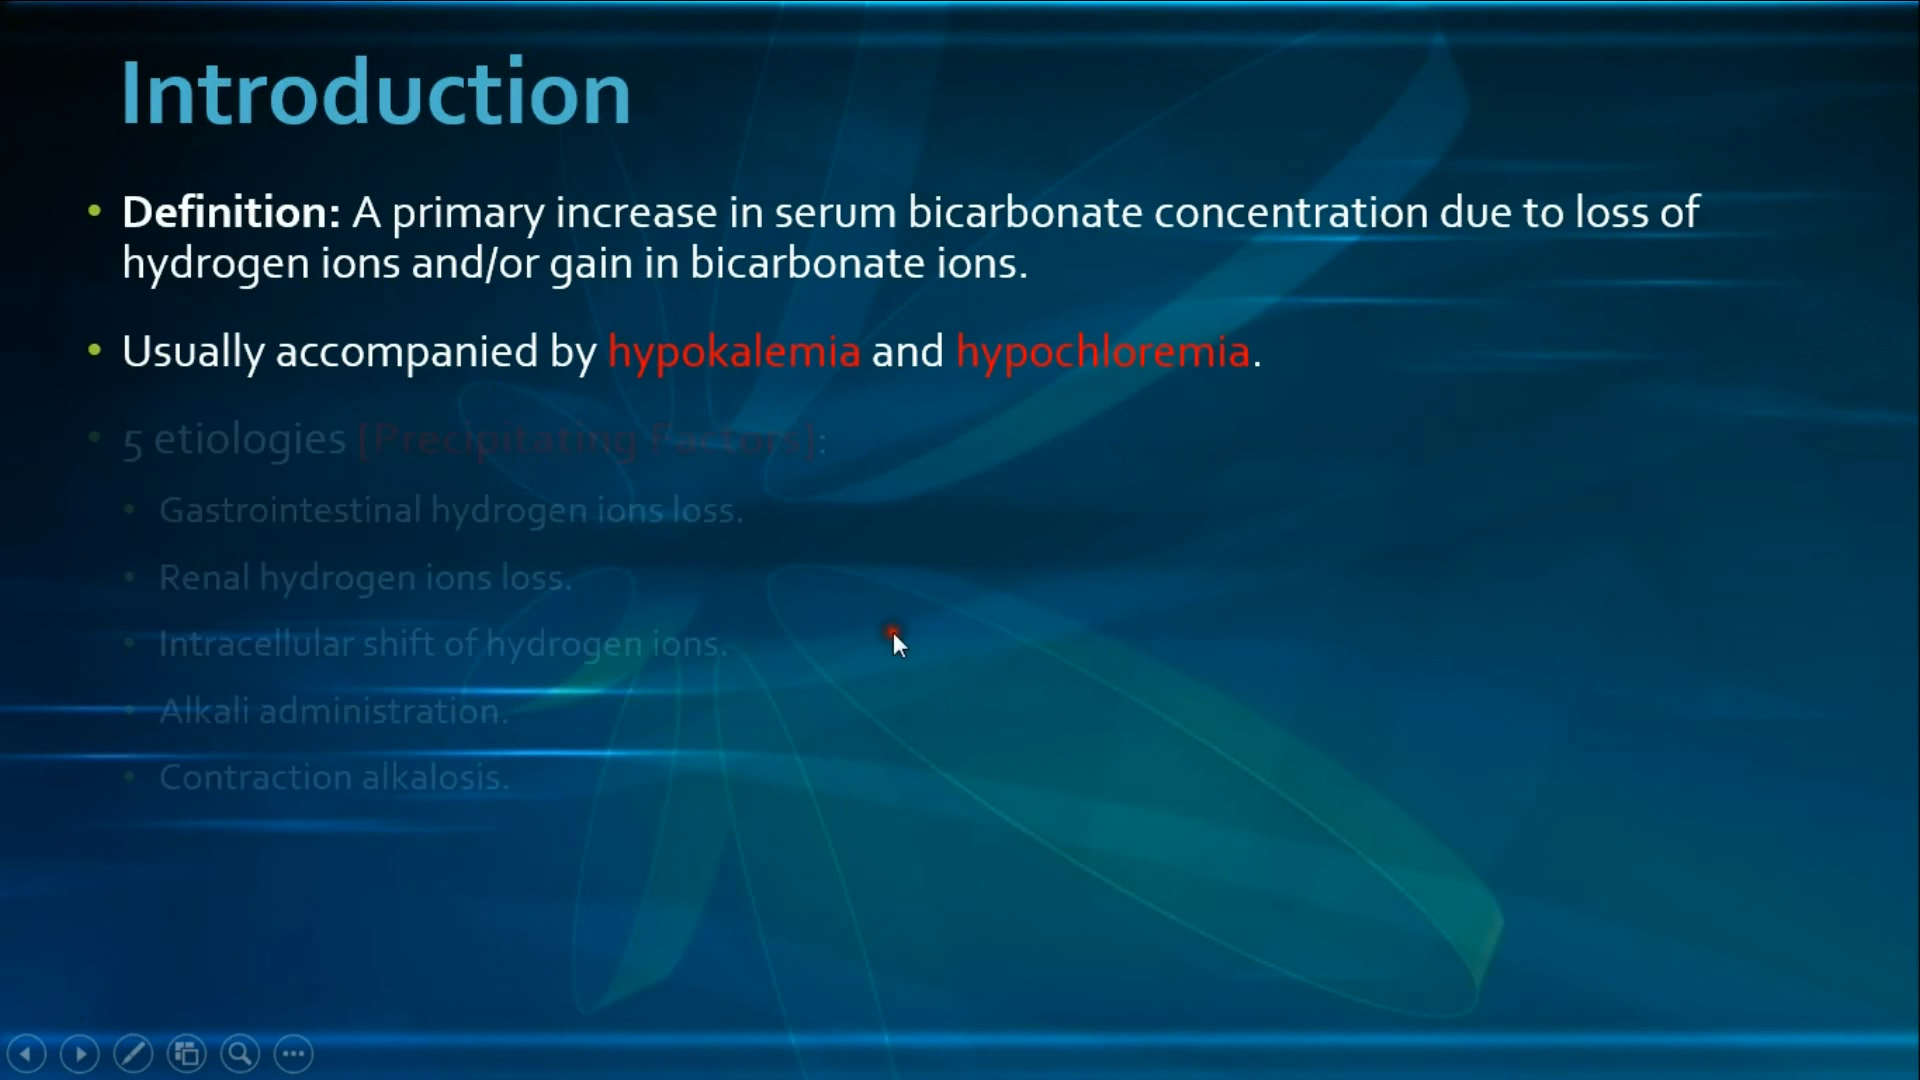 Introduction
• Definition: A primary increase in serum bicarbonate concentration due to loss of
hydrogen ions and/or gain in bicarbonate ions.
• Usually accompanied by hypokalemia and hypochloremia.
• 5 etiologies [Precipitating Factors]:
• Gastrointestinal hydrogen ions loss.
• Renal hydrogen ions loss.
• Intracellular shift of hydrogen ions.
• Alkali administration.
• Contraction alkalosis.